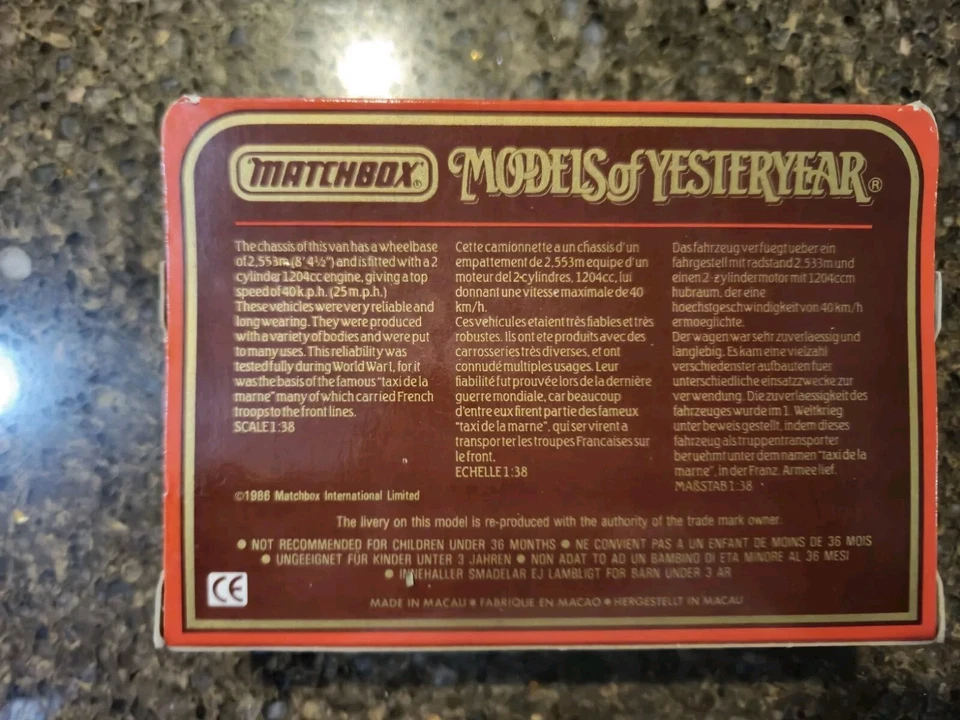 MATCHBOX®
MODELS of YESTERYEAR®
The chassis of this van has a wheelbase
of 2,553m (8' 4½") and is fitted with a 2
cylinder 1204cc engine, giving a top
speed of 40 k.p.h. (25 m.p.h.)
These vehicles were very reliable and
long wearing. They were produced
with a variety of bodies and were put
to many uses. This reliability was
tested fully during World War I, for it
was the basis of the famous "taxi de la
marne" many of which carried French
troops to the front lines.
SCALE 1:38
Cette camionnette a un chassis d'un
empattement de 2,553m equipe d'un
moteur del 2-cylindres, 1204cc, lui
donnant une vitesse maximale de 40
km/h.
Ces vehicules etaient très fiables et très
robustes. Ils ont ete produits avec des
carrosseries très diverses, et ont
connudé multiples usages. Leur
fiabilité fut prouvée lors de la dernière
guerre mondiale, car beaucoup
d'entre eux firent partie des fameux
"taxi de la marne", qui servirent a
transporter les troupes Francaises sur
le front.
ECHELLE 1:38
Das fahrzeug verfuegt ueber ein
fahrgestell mit radstand 2,533m und
einen 2-zylinder motor mit 1204ccm
hubraum, der eine
hoechstgeschwindigkeit von 40 km/h
ermoeglichte.
Der wagen war sehr zuverlaessig und
langlebig. Es kam eine vielzahl
verschiedenster aufbauten fuer
unterschiedliche einsatzzwecke zur
verwendung. Die zuverlaessigkeit des
fahrzeuges wurde im 1. Weltkrieg
unter beweis gestellt, indem dieses
fahrzeug als truppentransporter
beruehmt unter dem namen "taxi de la
marne", in der Franz. Armee lief.
MAßSTAB 1:38
©1986 Matchbox International Limited
The livery on this model is re-produced with the authority of the trade mark owner.
● NOT RECOMMENDED FOR CHILDREN UNDER 36 MONTHS ● NE CONVIENT PAS A UN ENFANT DE MOINS DE 36 MOIS
● UNGEEIGNET FÜR KINDER UNTER 3 JAHREN ● NON ADAT TO AD UN BAMBINO DI ETA MINORE AL 36 MESI
● INNEHALLER SMADELAR EJ LAMBLIGT FOR BARN UNDER 3 AR
CE
MADE IN MACAU ● FABRIQUE EN MACAO ● HERGESTELLT IN MACAU